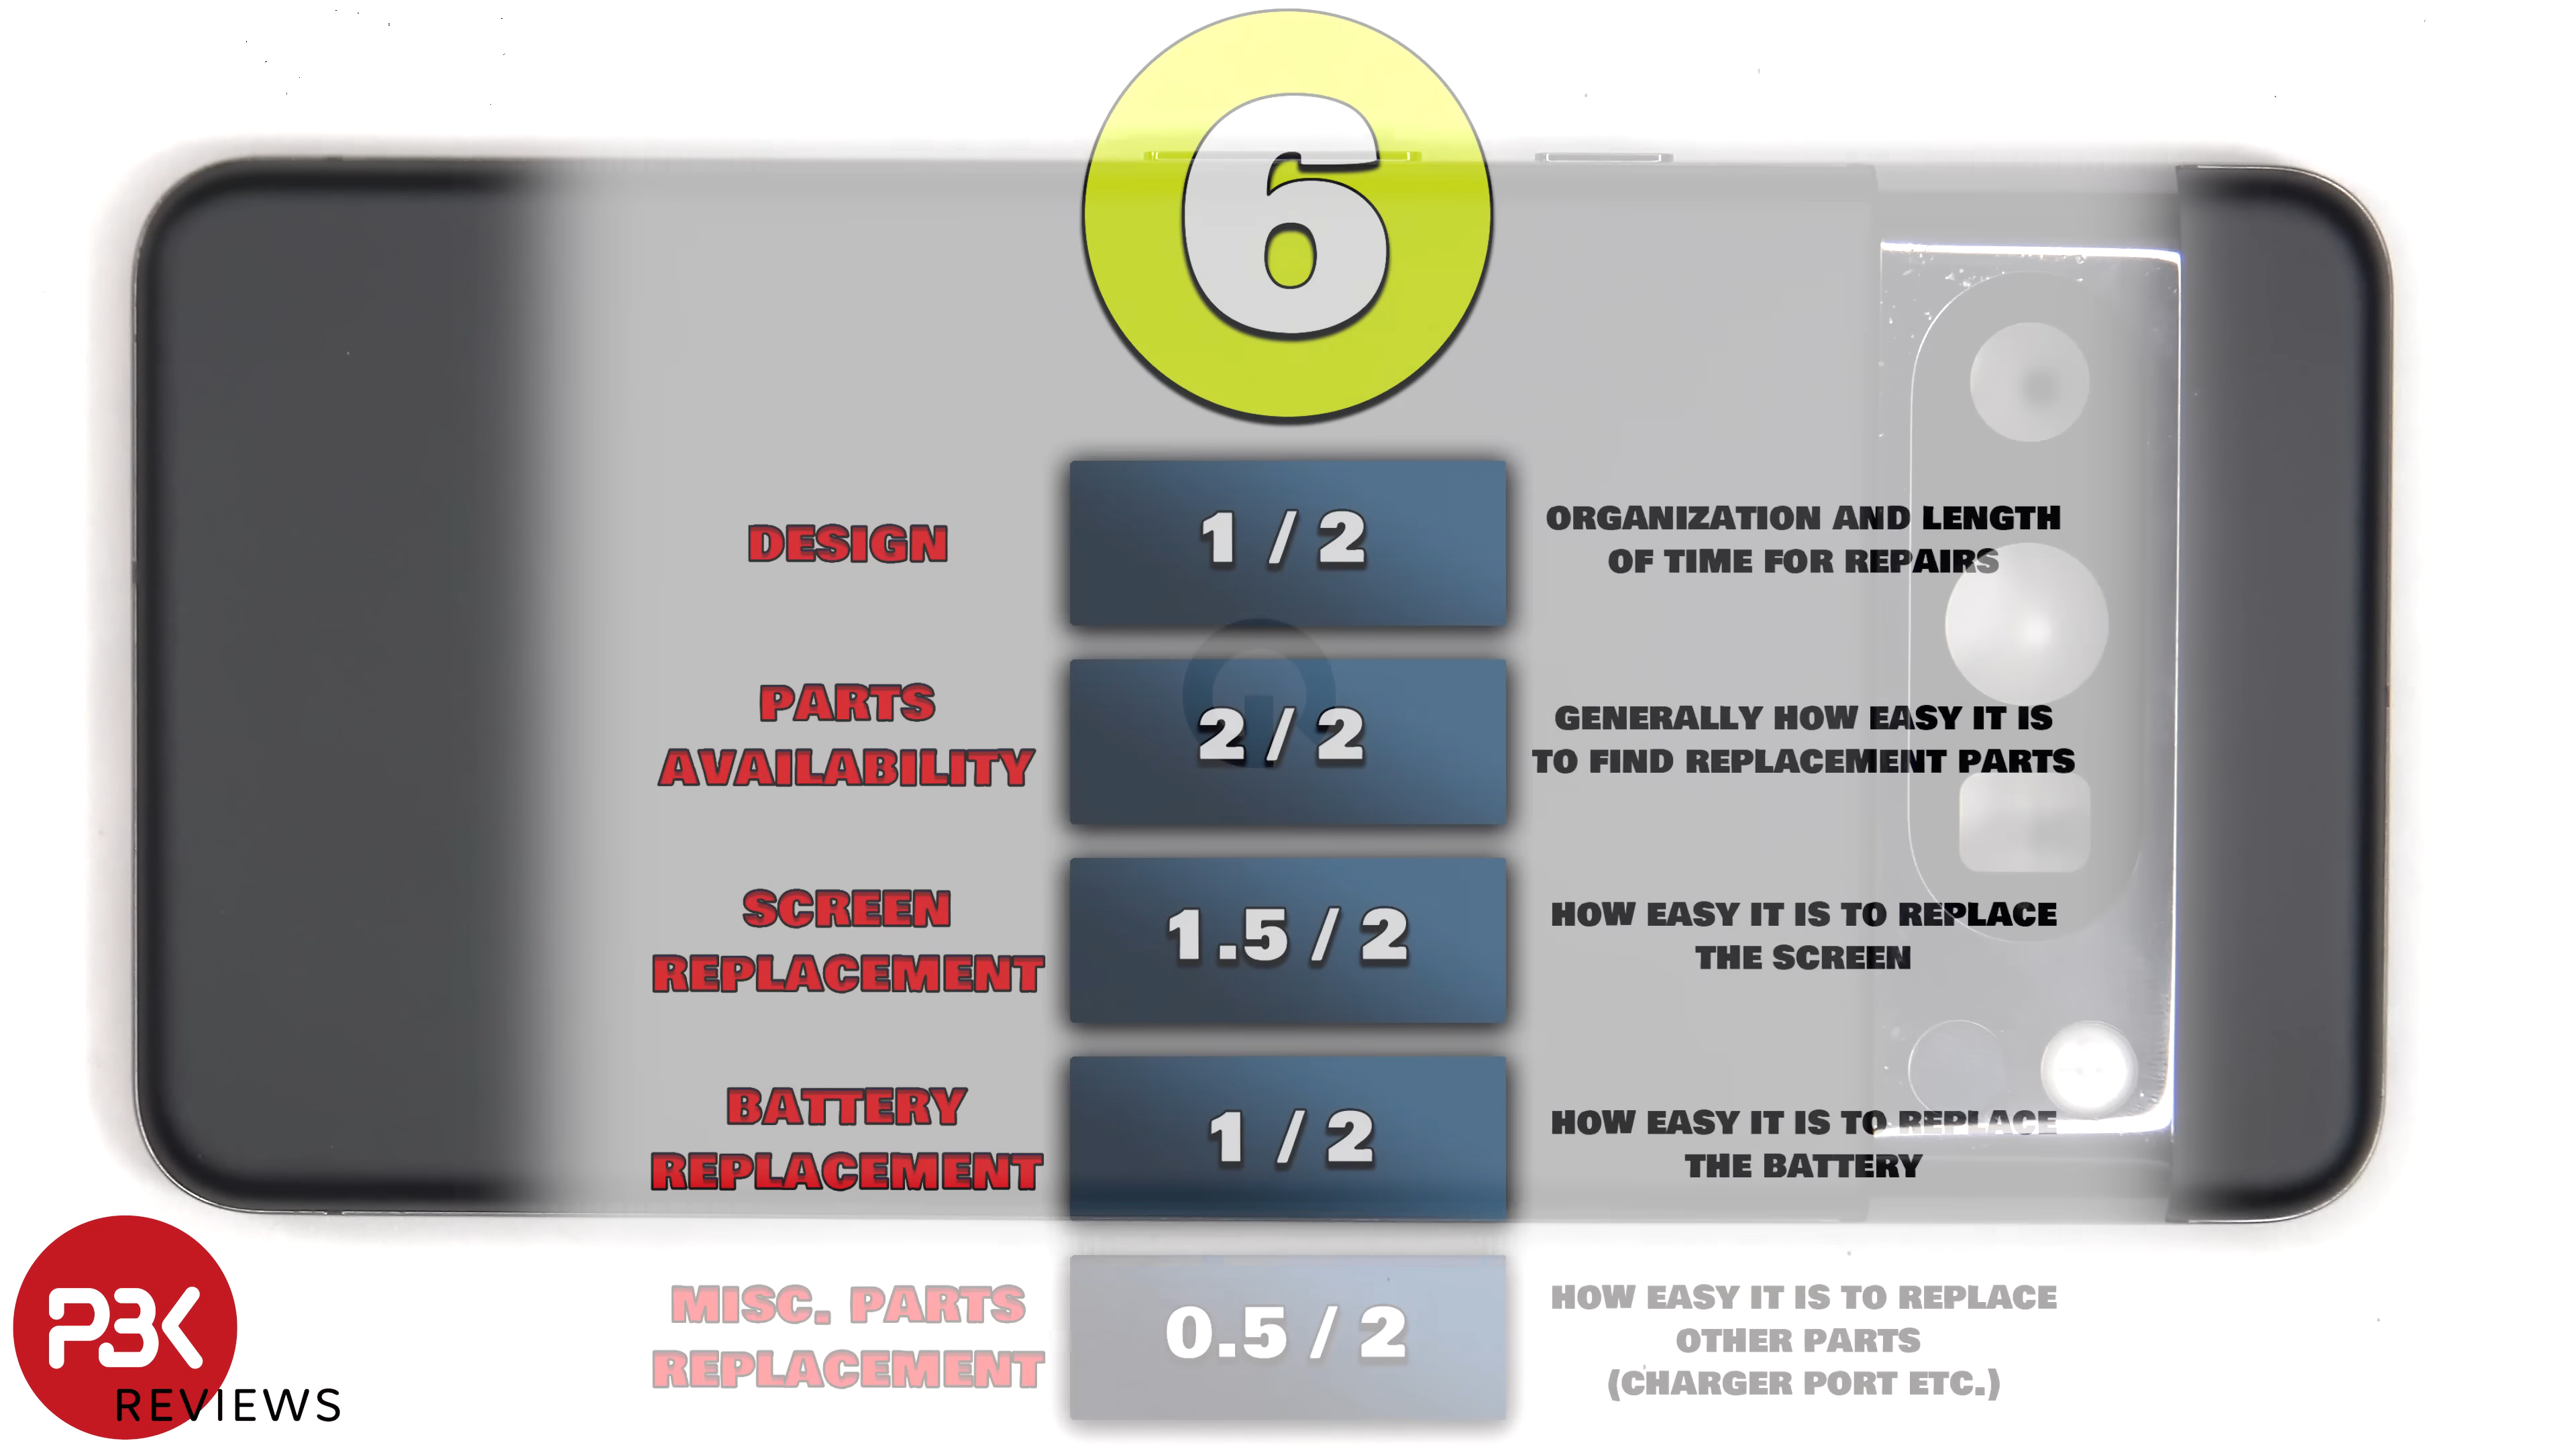 6
DESIGN
1 / 2
ORGANIZATION AND LENGTH
OF TIME FOR REPAIRS
PARTS
AVAILABILITY
2 / 2
GENERALLY HOW EASY IT IS
TO FIND REPLACEMENT PARTS
SCREEN
REPLACEMENT
1.5 / 2
HOW EASY IT IS TO REPLACE
THE SCREEN
BATTERY
REPLACEMENT
1 / 2
HOW EASY IT IS TO REPLACE
THE BATTERY
MISC. PARTS
REPLACEMENT
0.5 / 2
HOW EASY IT IS TO REPLACE
OTHER PARTS
(CHARGER PORT ETC.)
PBK
REVIEWS